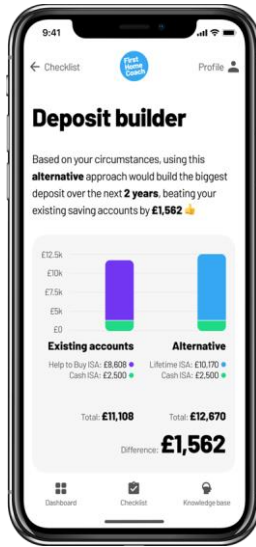 9:41
← Checklist
First
Home
Coach
Profile
Deposit builder
Based on your circumstances, using this
alternative approach would build the biggest
deposit over the next 2 years, beating your
existing saving accounts by £1,562 👍
£12.5k
£10k
£7.5k
£5k
£0
Existing accounts
Help to Buy ISA: £8,608
Cash ISA: £2,500
Total: £11,108
Alternative
Lifetime ISA: £10,170
Cash ISA: £2,500
Total: £12,670
Difference: £1,562
Dashboard
Checklist
Knowledge base